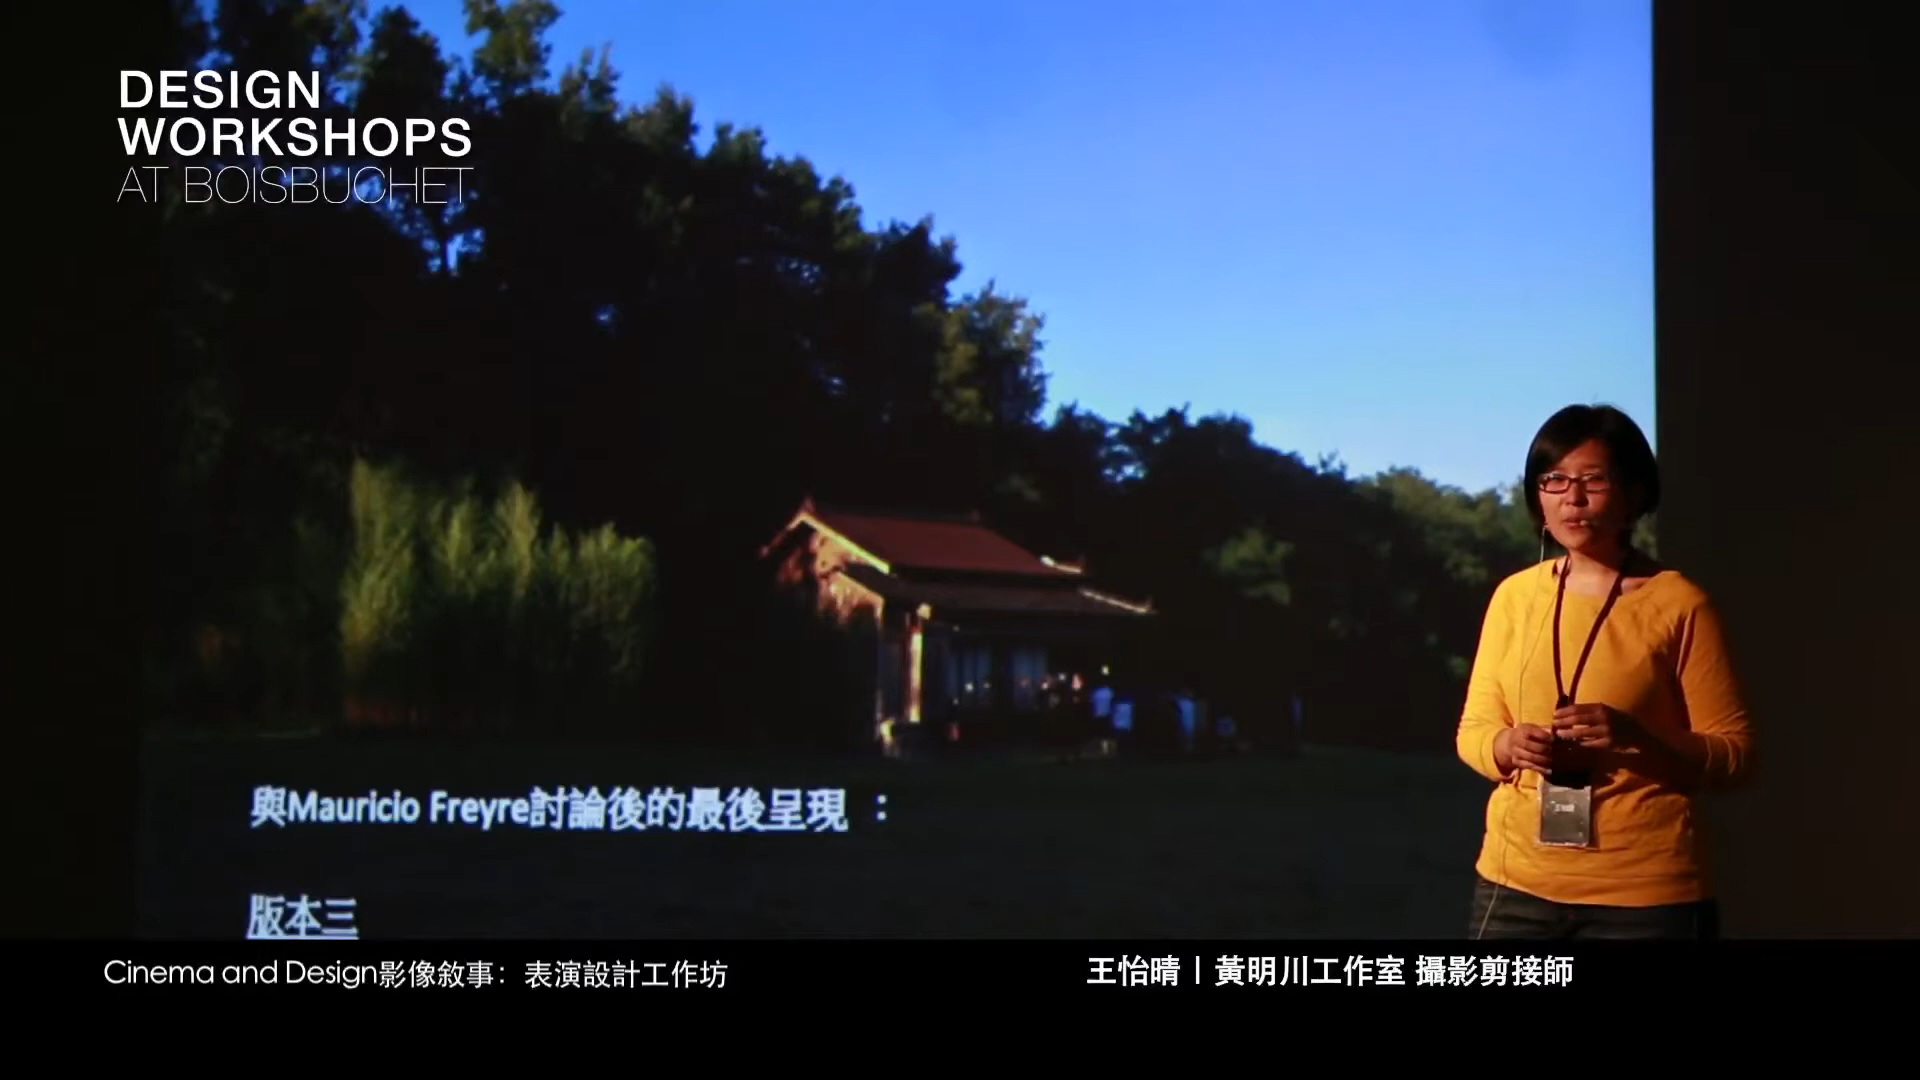 DESIGN
WORKSHOPS
AT BOISBUCHET
與Mauricio Freyre討論後的最後呈現 ：
版本三
Cinema and Design影像敘事：表演設計工作坊
王怡晴 | 黃明川工作室 攝影剪接師